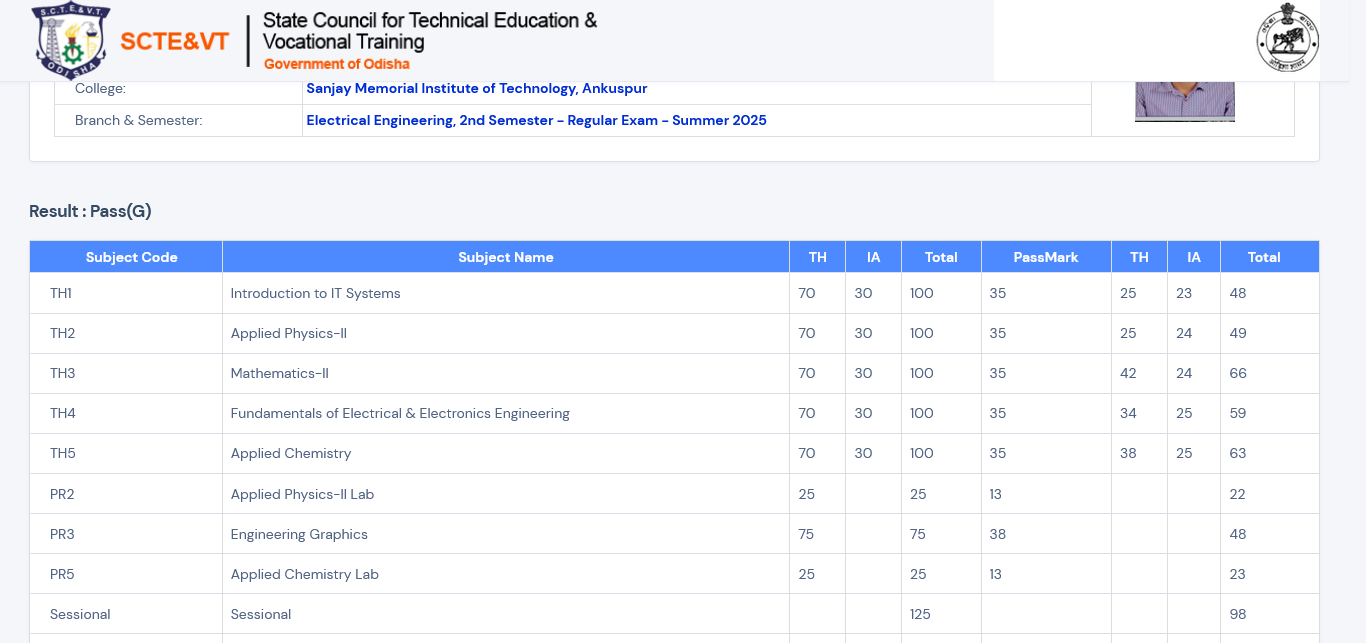 S.C.T.E.& V.T.
ODISHA
SCTE&VT
State Council for Technical Education &
Vocational Training
Government of Odisha
College: Sanjay Memorial Institute of Technology, Ankuspur
Branch & Semester: Electrical Engineering, 2nd Semester - Regular Exam - Summer 2025
Result : Pass(G)
Subject Code Subject Name TH IA Total PassMark TH IA Total
TH1 Introduction to IT Systems 70 30 100 35 25 23 48
TH2 Applied Physics-II 70 30 100 35 25 24 49
TH3 Mathematics-II 70 30 100 35 42 24 66
TH4 Fundamentals of Electrical & Electronics Engineering 70 30 100 35 34 25 59
TH5 Applied Chemistry 70 30 100 35 38 25 63
PR2 Applied Physics-II Lab 25 25 13 22
PR3 Engineering Graphics 75 75 38 48
PR5 Applied Chemistry Lab 25 25 13 23
Sessional Sessional 125 98